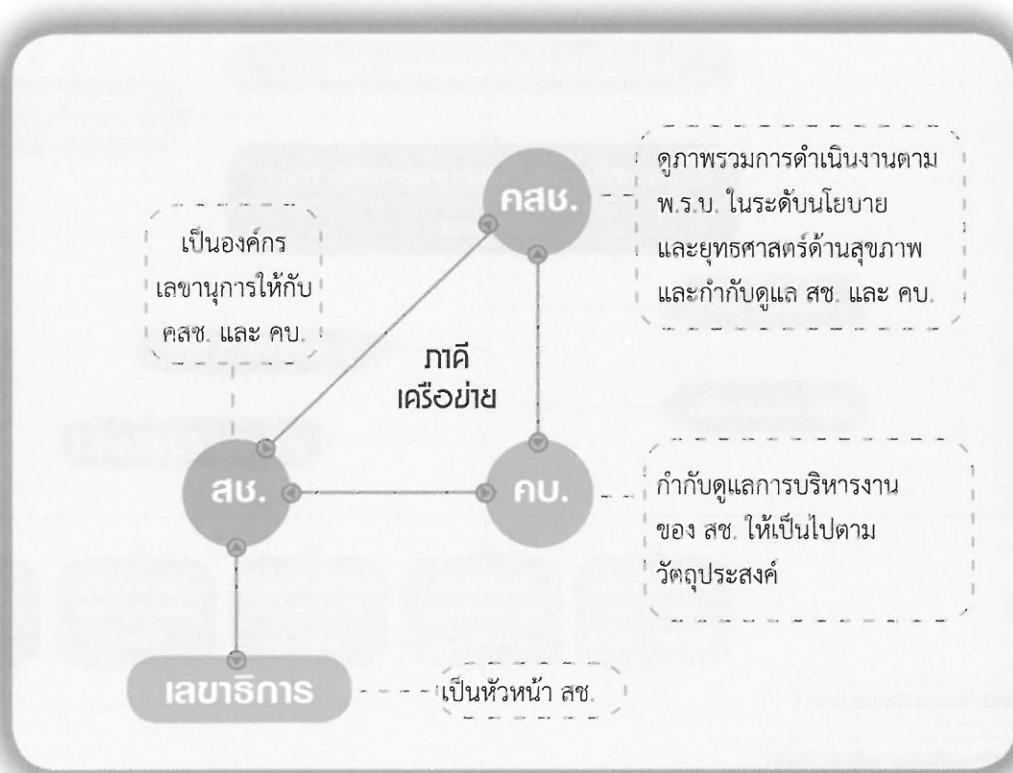 คสช.
ดูภาพรวมการดำเนินงานตาม
พ.ร.บ. ในระดับนโยบาย
และยุทธศาสตร์ด้านสุขภาพ
และกำกับดูแล สช. และ คบ.
เป็นองค์กร
เลขานุการให้กับ
คสช. และ คบ.
ภาคี
เครือข่าย
สช.
คบ.
กำกับดูแลการบริหารงาน
ของ สช. ให้เป็นไปตาม
วัตถุประสงค์
เลขาธิการ
เป็นหัวหน้า สช.